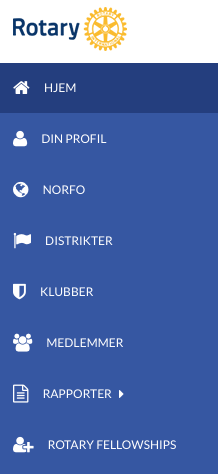 Rotary
HJEM
DIN PROFIL
NORFO
DISTRIKTER
KLUBBER
MEDLEMMER
RAPPORTER
ROTARY FELLOWSHIPS